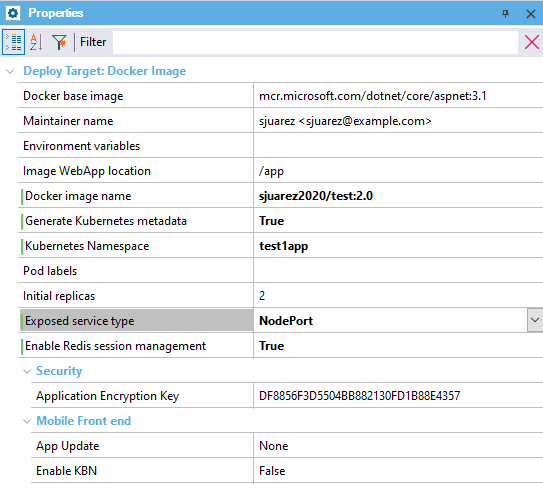 Properties
Filter
Deploy Target: Docker Image
Docker base image mcr.microsoft.com/dotnet/core/aspnet:3.1
Maintainer name sjuarez <sjuarez@example.com>
Environment variables
Image WebApp location /app
Docker image name sjuarez2020/test:2.0
Generate Kubernetes metadata True
Kubernetes Namespace test1app
Pod labels
Initial replicas 2
Exposed service type NodePort
Enable Redis session management True
Security
Application Encryption Key DF8856F3D5504BB882130FD1B88E4357
Mobile Front end
App Update None
Enable KBN False